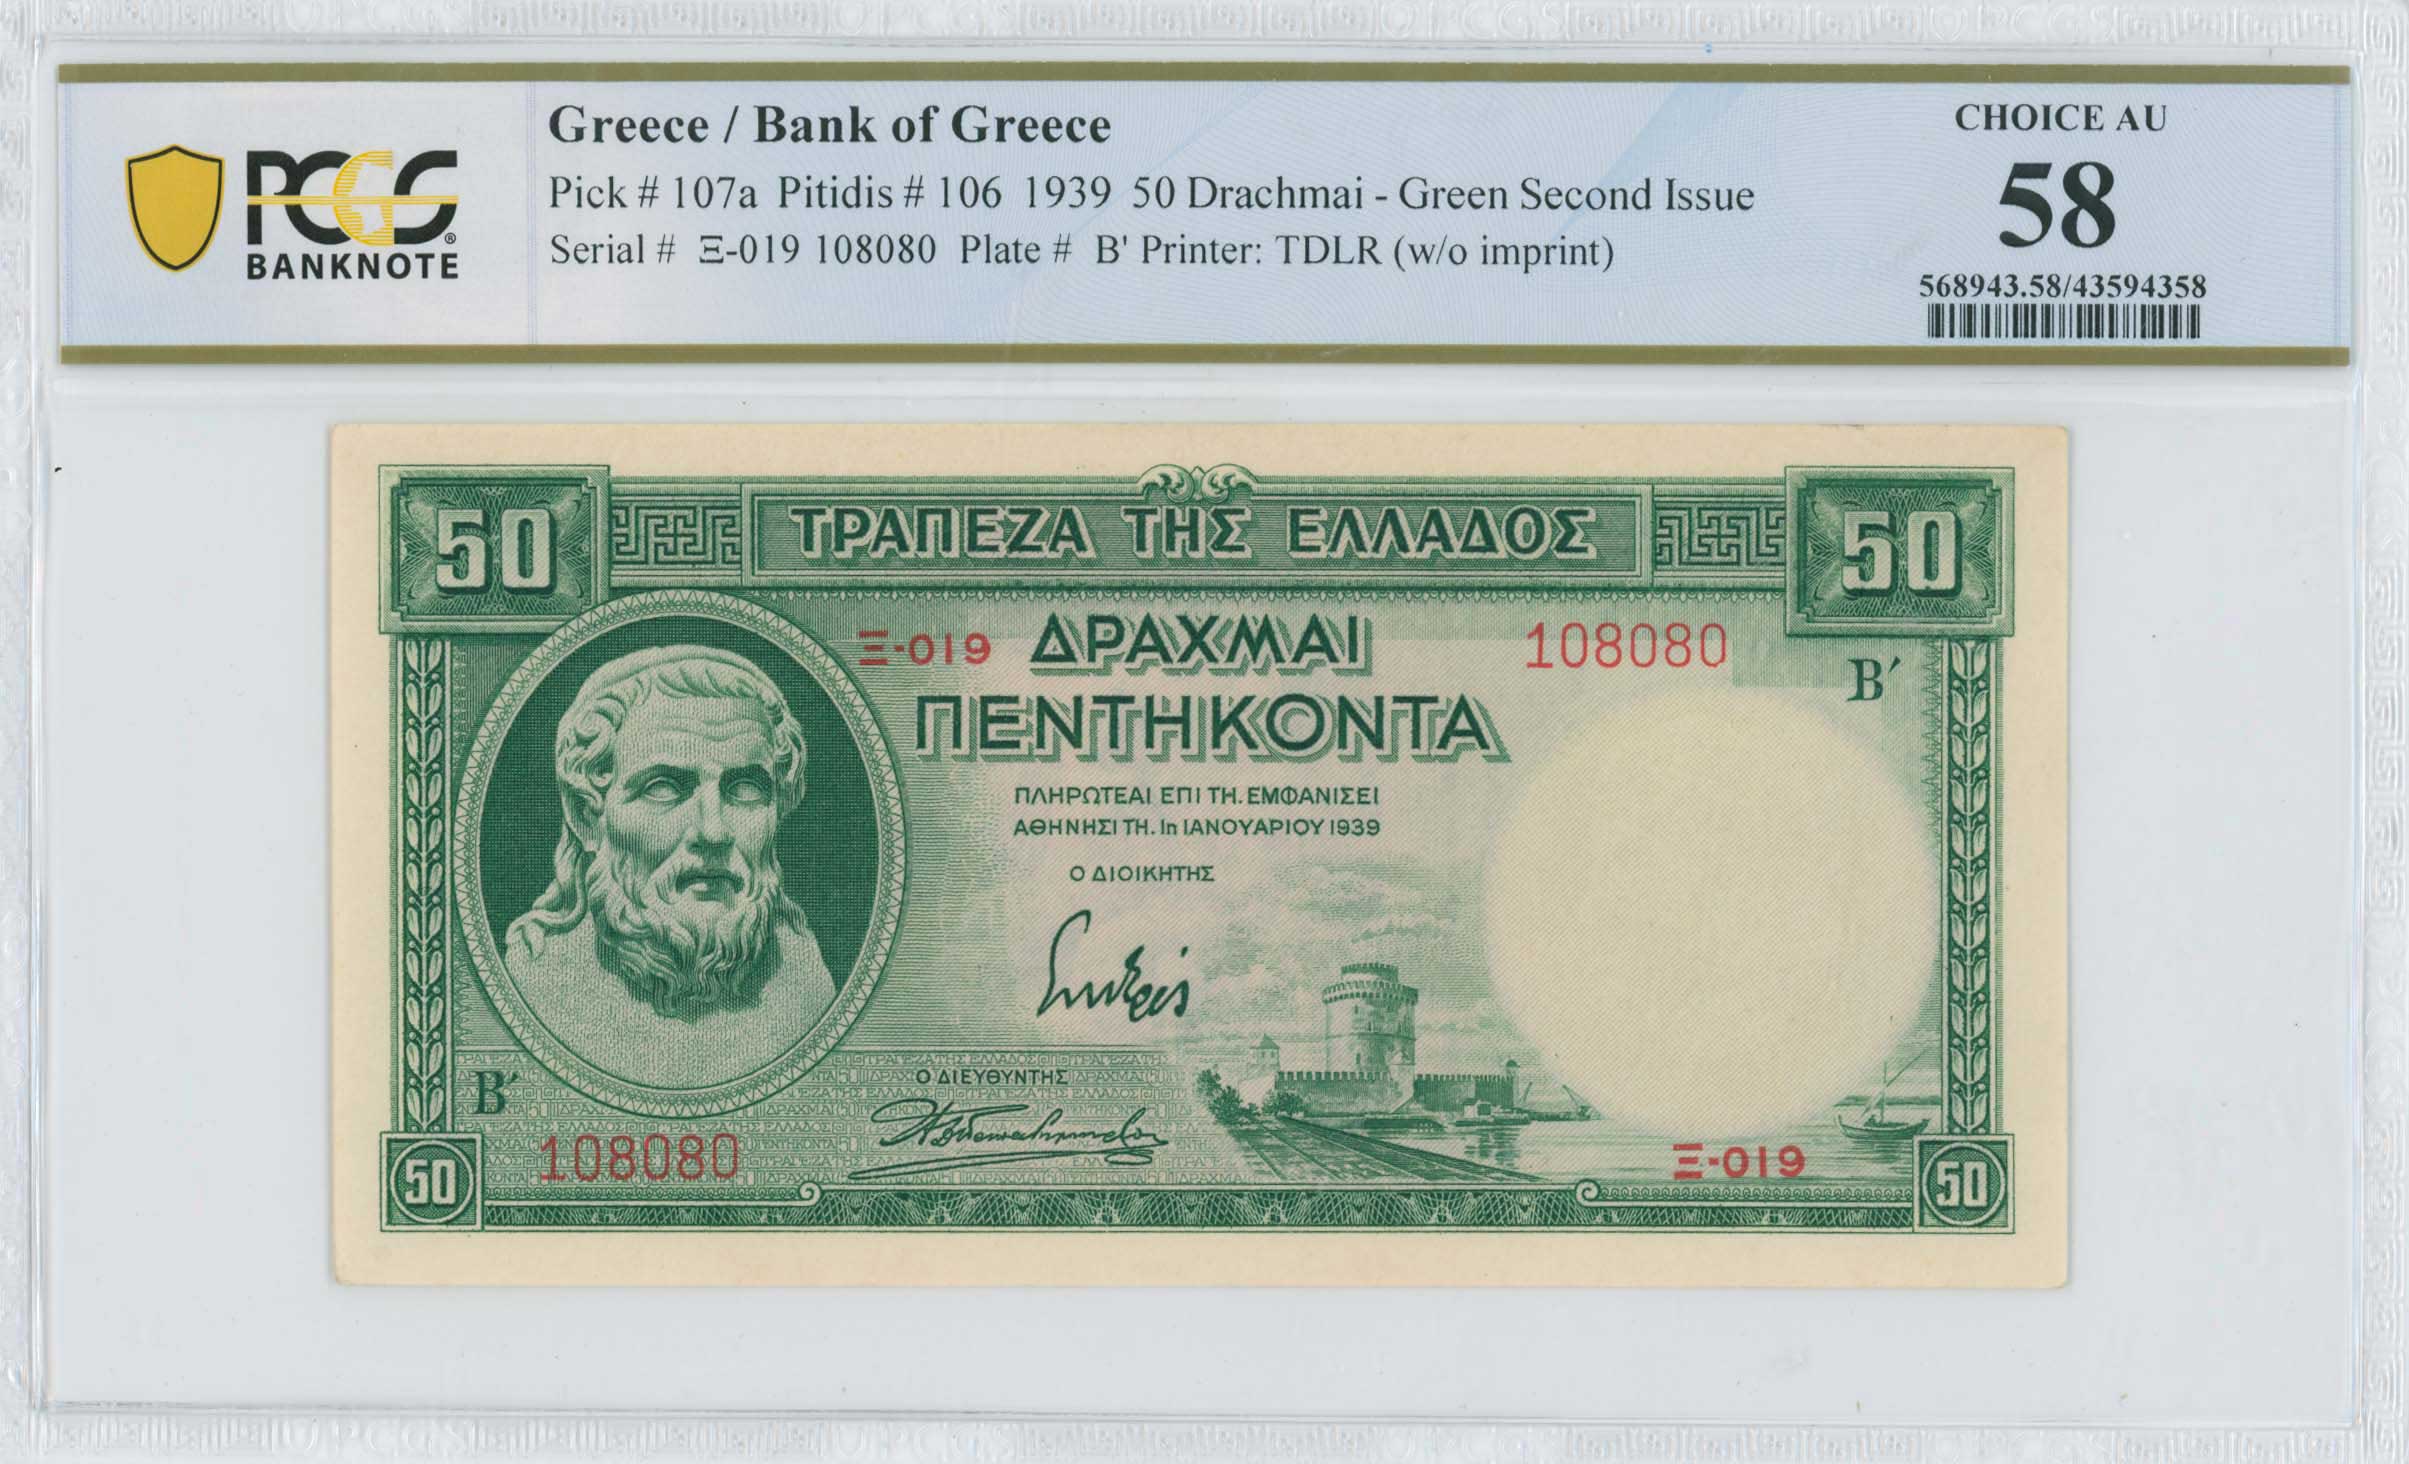 PCGS
BANKNOTE
Greece / Bank of Greece
Pick # 107a Pitidis # 106 1939 50 Drachmai - Green Second Issue
Serial # Ξ-019 108080 Plate # B' Printer: TDLR (w/o imprint)
CHOICE AU
58
568943.58/43594358
50
ΤΡΑΠΕΖΑ ΤΗΣ ΕΛΛΑΔΟΣ
50
Ξ-019
ΔΡΑΧΜΑΙ
108080
Β΄
ΠΕΝΤΗΚΟΝΤΑ
ΠΛΗΡΩΤΕΑΙ ΕΠΙ ΤΗ. ΕΜΦΑΝΙΣΕΙ
ΑΘΗΝΗΣΙ ΤΗ. 1η ΙΑΝΟΥΑΡΙΟΥ 1939
Ο ΔΙΟΙΚΗΤΗΣ
Ο ΔΙΕΥΘΥΝΤΗΣ
Β΄
108080
Ξ-019
50
50